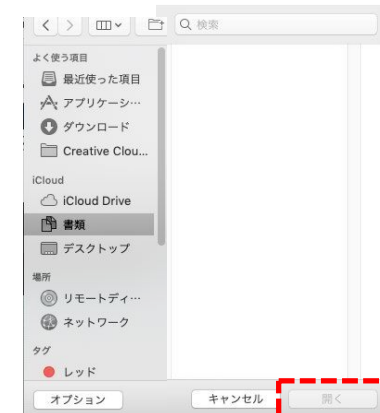 検索
よく使う項目
最近使った項目
アプリケーシ…
ダウンロード
Creative Clou...
iCloud
iCloud Drive
書類
デスクトップ
場所
リモートディ…
ネットワーク
タグ
レッド
オプション
キャンセル
開く